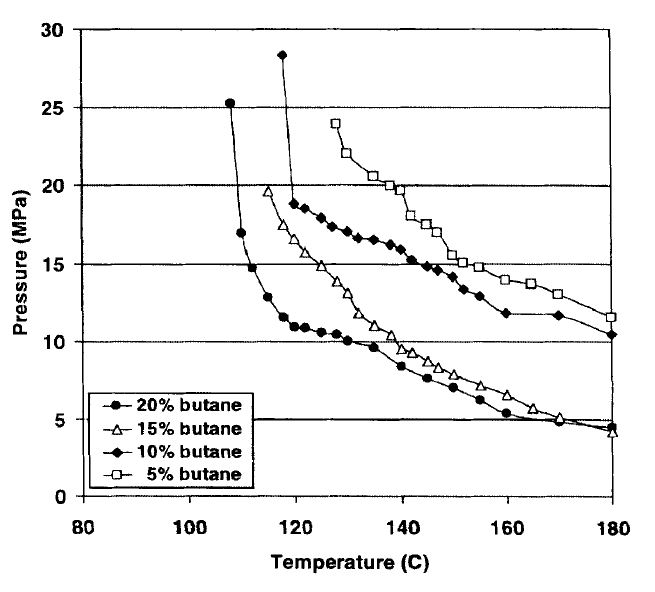 30
25
20
15
10
5
0
Pressure (MPa)
20% butane
15% butane
10% butane
5% butane
80 100 120 140 160 180
Temperature (C)